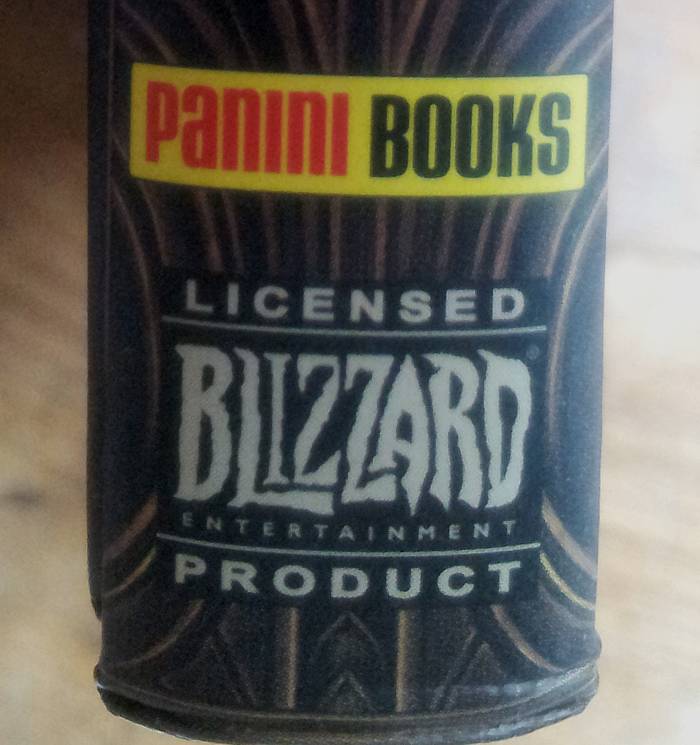 Panini BOOKS
LICENSED
BLIZZARD®
ENTERTAINMENT
PRODUCT